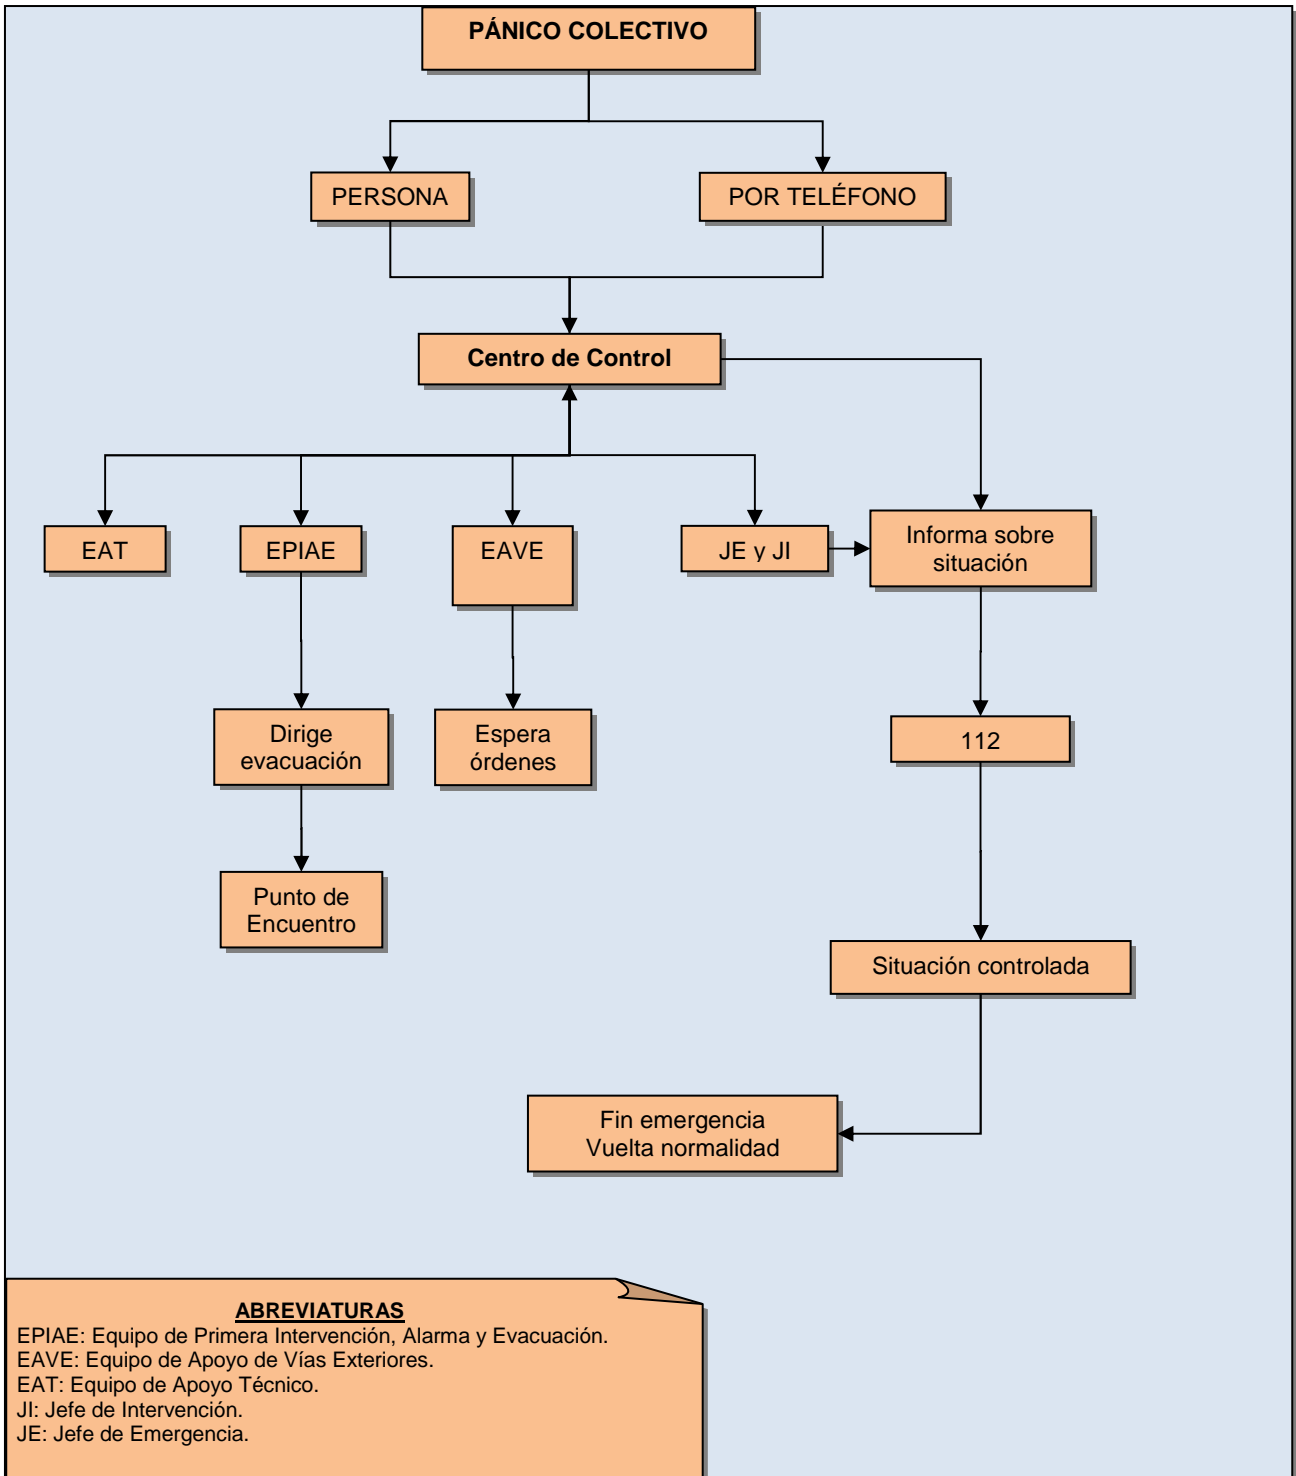 PÁNICO COLECTIVO
PERSONA
POR TELÉFONO
Centro de Control
EAT
EPIAE
EAVE
JE y JI
Informa sobre
situación
Dirige
evacuación
Espera
órdenes
112
Punto de
Encuentro
Situación controlada
Fin emergencia
Vuelta normalidad
ABREVIATURAS
EPIAE: Equipo de Primera Intervención, Alarma y Evacuación.
EAVE: Equipo de Apoyo de Vías Exteriores.
EAT: Equipo de Apoyo Técnico.
JI: Jefe de Intervención.
JE: Jefe de Emergencia.